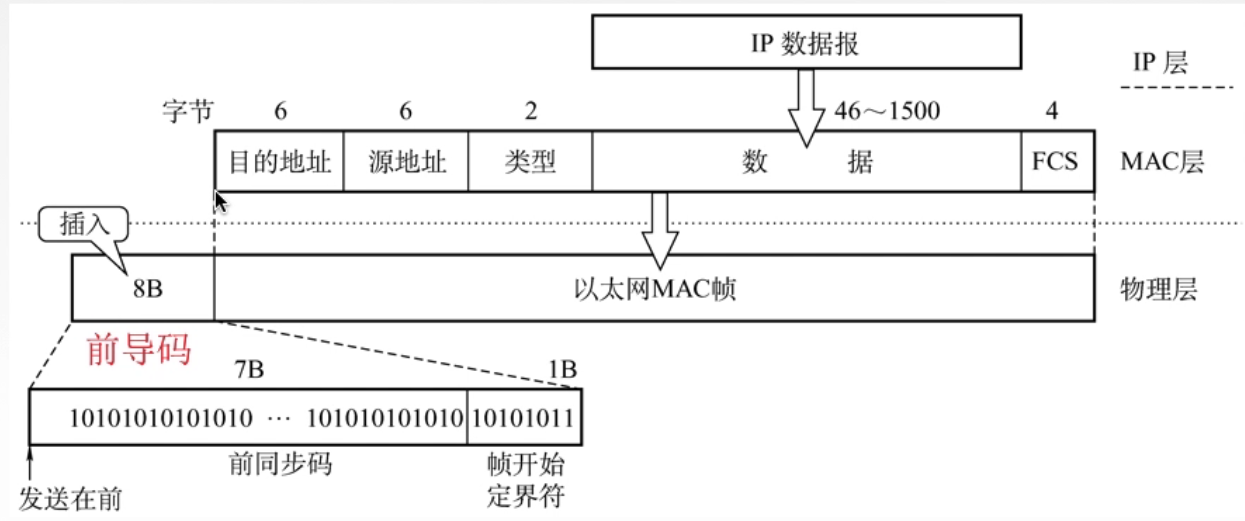 IP 数据报
IP 层
字节 6 6 2 46～1500 4
目的地址 源地址 类型 数 据 FCS MAC层
插入
8B 以太网MAC帧 物理层
前导码
7B 1B
10101010101010 … 101010101010 10101011
前同步码 帧开始
定界符
发送在前